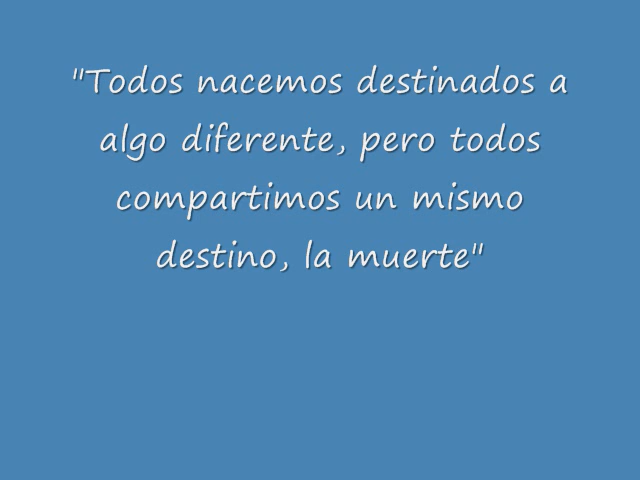 "Todos nacemos destinados a
algo diferente, pero todos
compartimos un mismo
destino, la muerte"